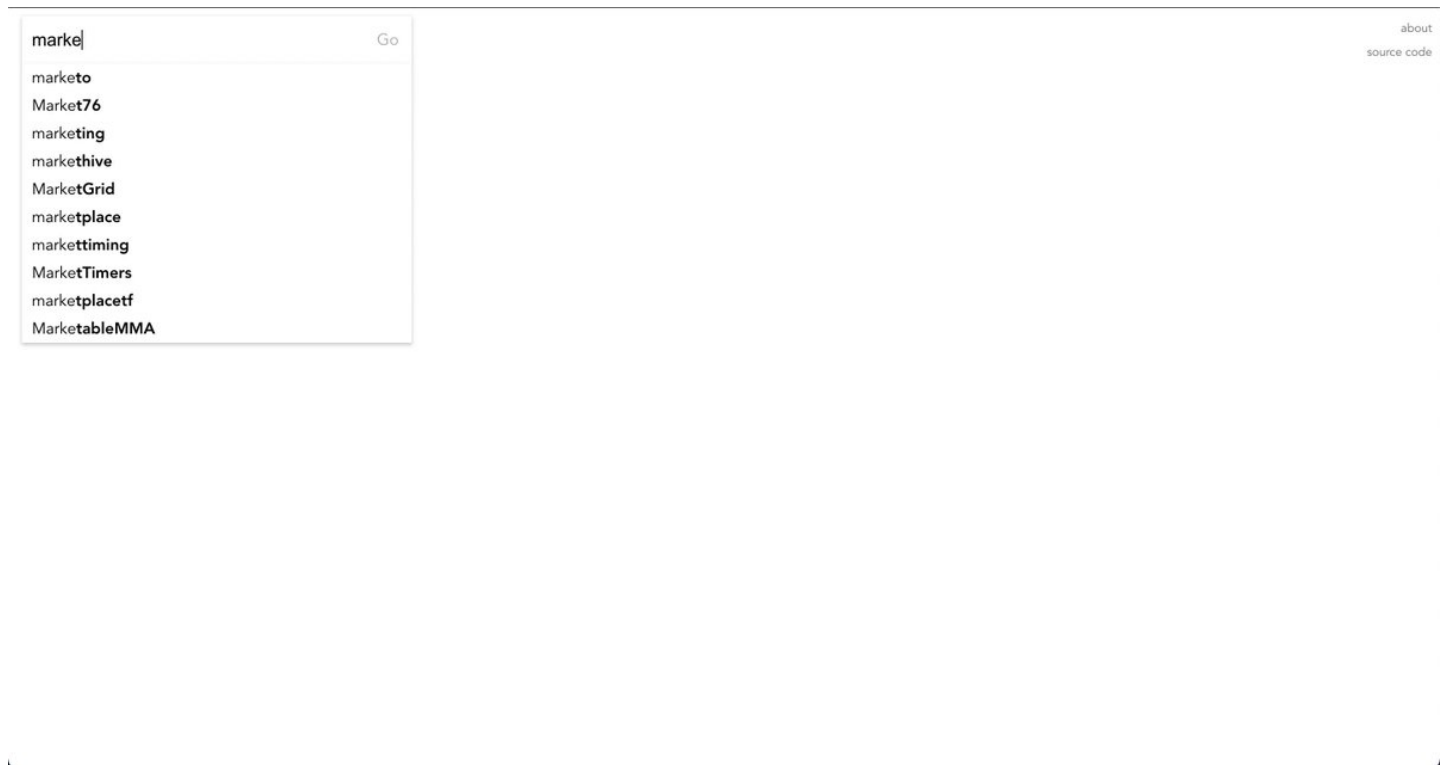 marke
Go
about
source code
marketo
Market76
marketing
markethive
MarketGrid
marketplace
markettiming
MarketTimers
marketplacetf
MarketableMMA